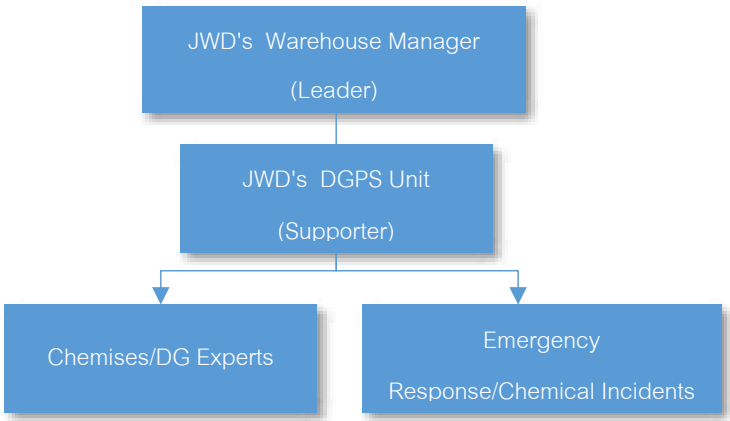 JWD's Warehouse Manager
(Leader)
JWD's DGPS Unit
(Supporter)
Chemises/DG Experts
Emergency
Response/Chemical Incidents